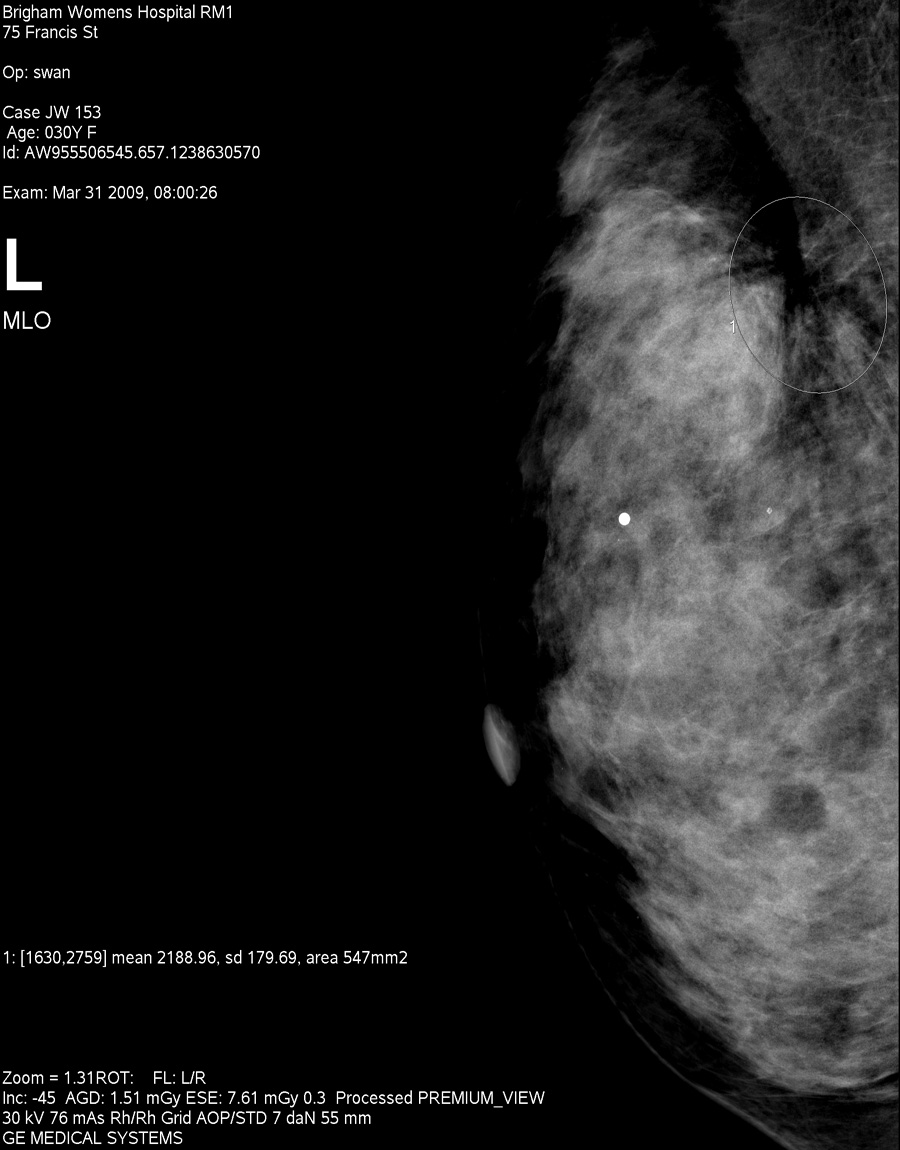 Brigham Womens Hospital RM1
75 Francis St
Op: swan
Case JW 153
Age: 030Y F
Id: AW955506545.657.1238630570
Exam: Mar 31 2009, 08:00:26
L
MLO
1
1: [1630,2759] mean 2188.96, sd 179.69, area 547mm2
Zoom = 1.31ROT: FL: L/R
Inc: -45 AGD: 1.51 mGy ESE: 7.61 mGy 0.3 Processed PREMIUM_VIEW
30 kV 76 mAs Rh/Rh Grid AOP/STD 7 daN 55 mm
GE MEDICAL SYSTEMS